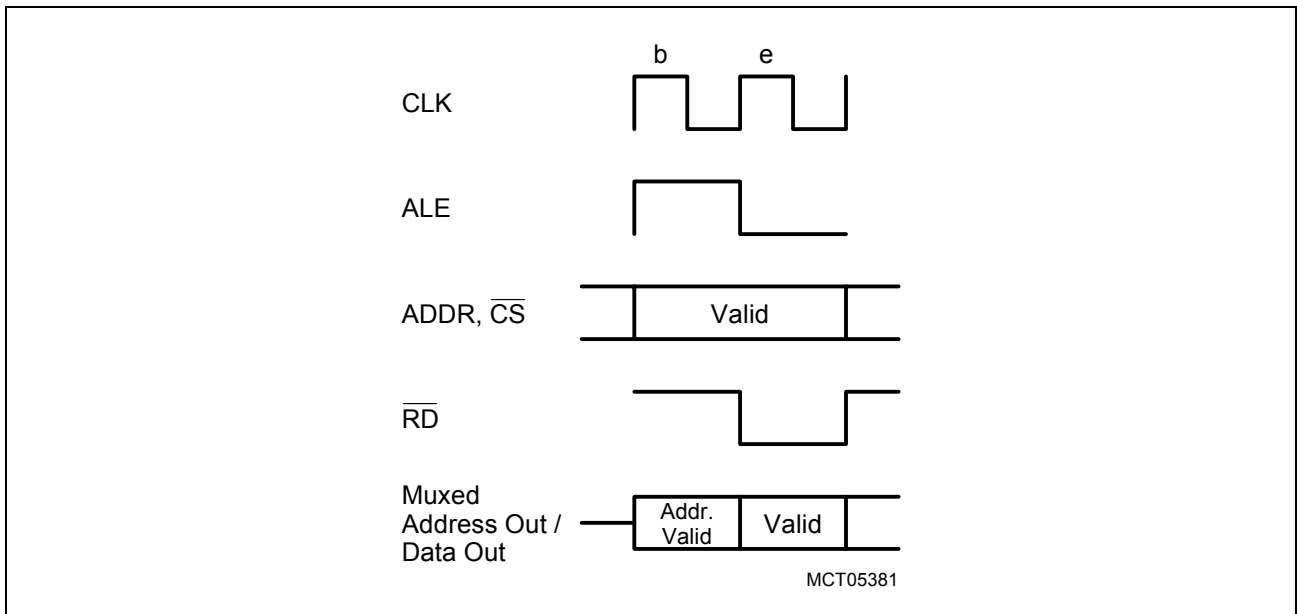 b e
CLK
ALE
ADDR, CS
Valid
RD
Muxed
Address Out /
Data Out
Addr.
Valid
Valid
MCT05381